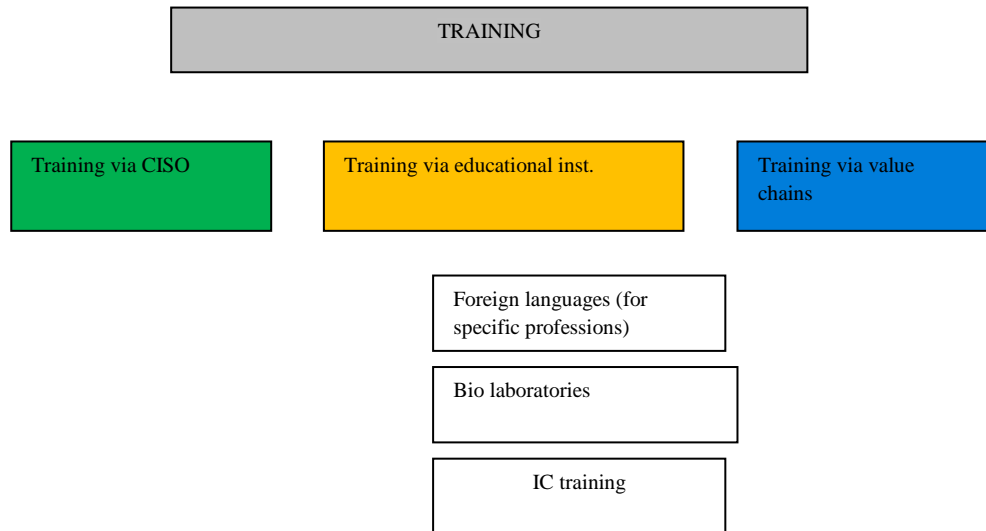 TRAINING
Training via CISO
Training via educational inst.
Training via value
chains
Foreign languages (for
specific professions)
Bio laboratories
IC training